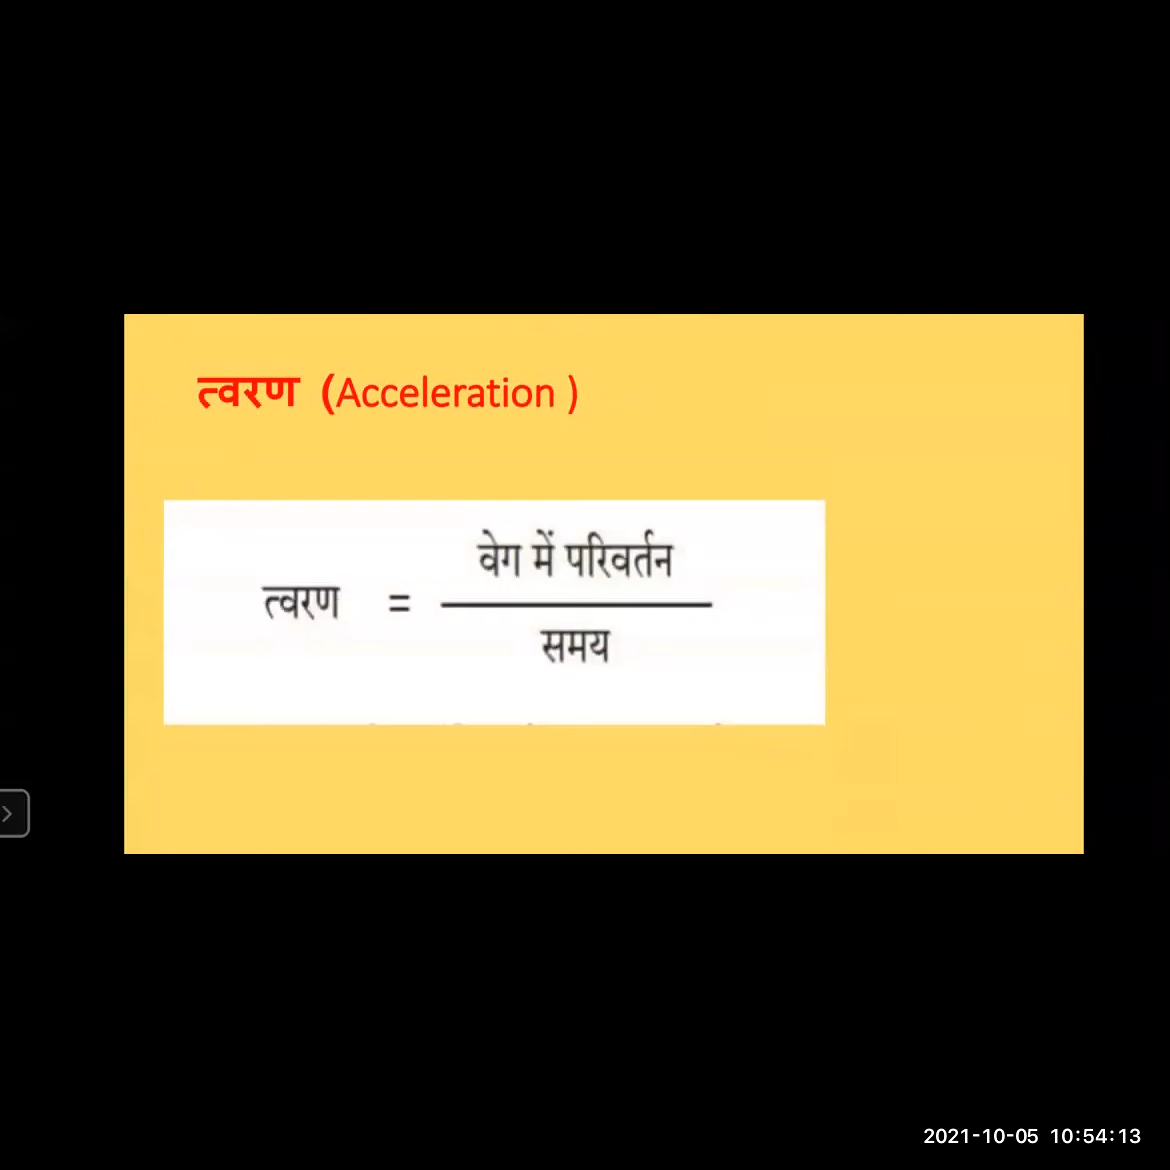 त्वरण (Acceleration )
वेग में परिवर्तन
त्वरण =
समय
2021-10-05 10:54:13